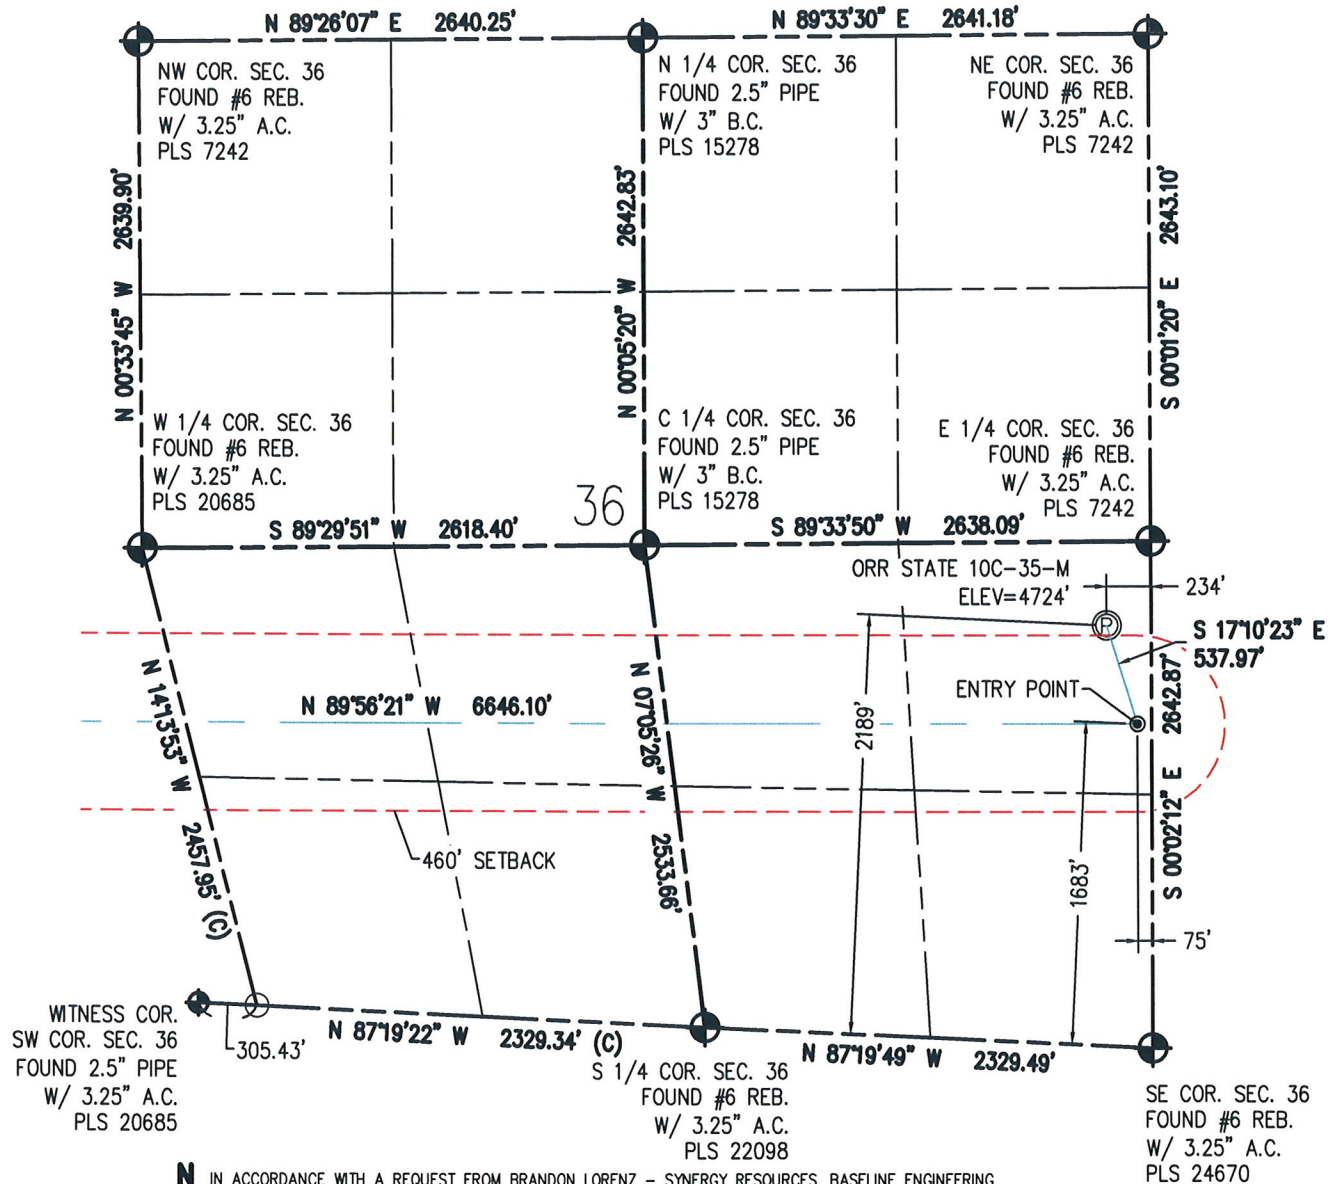 N 89°26'07" E 2640.25'
N 89°33'30" E 2641.18'
NW COR. SEC. 36
FOUND #6 REB.
W/ 3.25" A.C.
PLS 7242
N 1/4 COR. SEC. 36
FOUND 2.5" PIPE
W/ 3" B.C.
PLS 15278
NE COR. SEC. 36
FOUND #6 REB.
W/ 3.25" A.C.
PLS 7242
N 00°33'45" W 2639.90'
N 00°05'20" W 2642.83'
S 00°01'20" E 2643.10'
W 1/4 COR. SEC. 36
FOUND #6 REB.
W/ 3.25" A.C.
PLS 20685
36
C 1/4 COR. SEC. 36
FOUND 2.5" PIPE
W/ 3" B.C.
PLS 15278
E 1/4 COR. SEC. 36
FOUND #6 REB.
W/ 3.25" A.C.
PLS 7242
S 89°29'51" W 2618.40'
S 89°33'50" W 2638.09'
ORR STATE 10C-35-M
ELEV=4724'
234'
R
S 17°10'23" E
537.97'
ENTRY POINT
N 89°56'21" W 6646.10'
N 14°13'53" W 2457.95' (C)
N 07°05'26" W 2533.66'
2189'
1683'
S 00°02'12" E 2642.87'
460' SETBACK
75'
WITNESS COR.
SW COR. SEC. 36
FOUND 2.5" PIPE
W/ 3.25" A.C.
PLS 20685
305.43'
N 87°19'22" W 2329.34' (C)
N 87°19'49" W 2329.49'
S 1/4 COR. SEC. 36
FOUND #6 REB.
W/ 3.25" A.C.
PLS 22098
SE COR. SEC. 36
FOUND #6 REB.
W/ 3.25" A.C.
PLS 24670
N IN ACCORDANCE WITH A REQUEST FROM BRANDON LORENZ – SYNERGY RESOURCES, BASELINE ENGINEERING